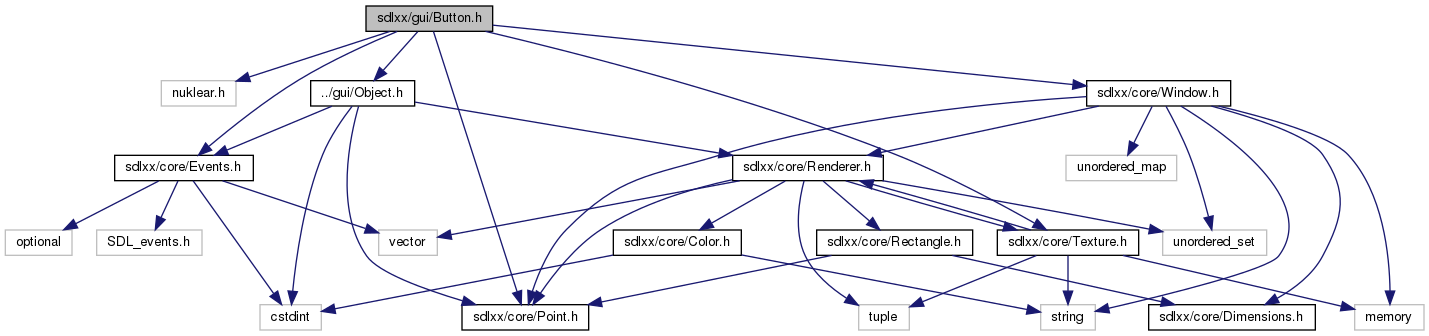 sdlxx/gui/Button.h
nuklear.h
../gui/Object.h
sdlxx/core/Window.h
sdlxx/core/Events.h
sdlxx/core/Renderer.h
unordered_map
optional
SDL_events.h
vector
sdlxx/core/Color.h
sdlxx/core/Rectangle.h
sdlxx/core/Texture.h
unordered_set
cstdint
sdlxx/core/Point.h
tuple
string
sdlxx/core/Dimensions.h
memory